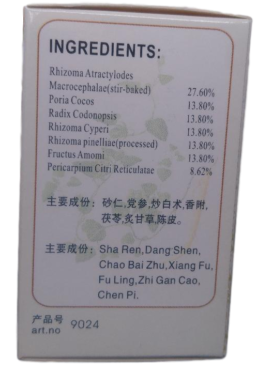 INGREDIENTS:
Rhizoma Atractylodes
Macrocephalae(stir-baked) 27.60%
Poria Cocos 13.80%
Radix Codonopsis 13.80%
Rhizoma Cyperi 13.80%
Rhizoma pinelliae(processed) 13.80%
Fructus Amomi 13.80%
Pericarpium Citri Reticulatae 8.62%
主要成份: 砂仁,党参,炒白术,香附,
茯苓,炙甘草,陈皮。
主要成份: Sha Ren,Dang Shen,
Chao Bai Zhu,Xiang Fu,
Fu Ling,Zhi Gan Cao,
Chen Pi.
产品号
art.no 9024